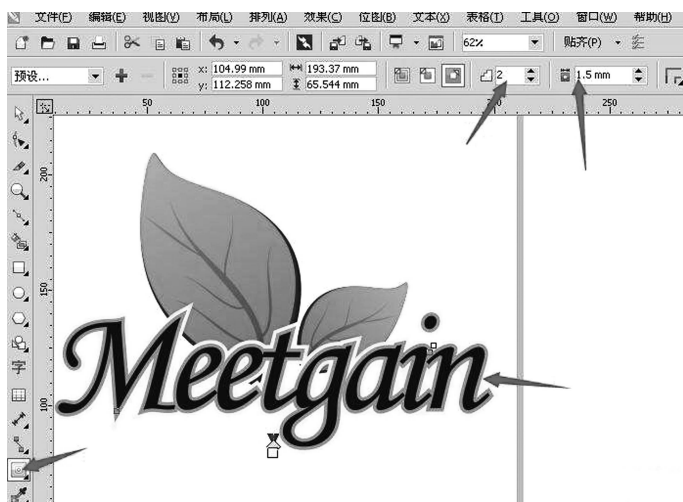 文件(F) 编辑(E) 视图(V) 布局(L) 排列(A) 效果(C) 位图(B) 文本(X) 表格(T) 工具(O) 窗口(W) 帮助(H)
62% 贴齐(P)
预设... x: 104.99 mm 193.37 mm 2 1.5 mm
y: 112.258 mm 65.544 mm
50 100 150 200 250
200
150
100
Meetgain
字